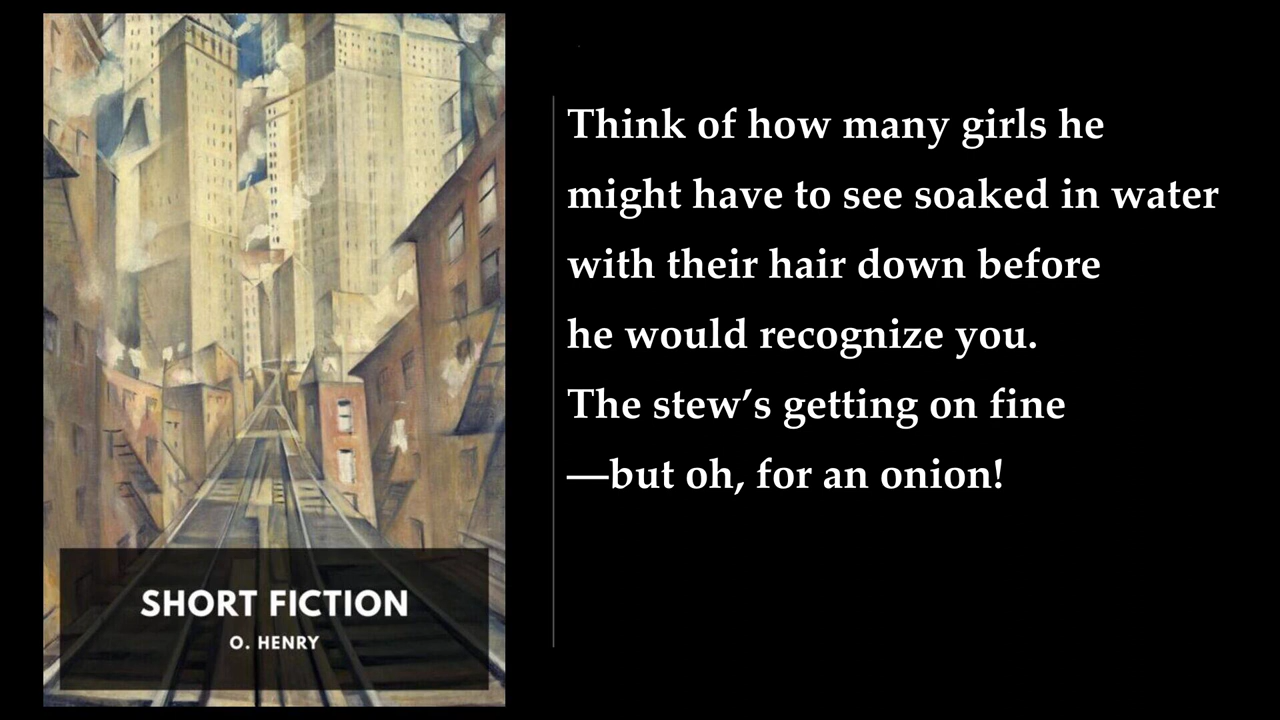 SHORT FICTION
O. HENRY
Think of how many girls he
might have to see soaked in water
with their hair down before
he would recognize you.
The stew’s getting on fine
—but oh, for an onion!